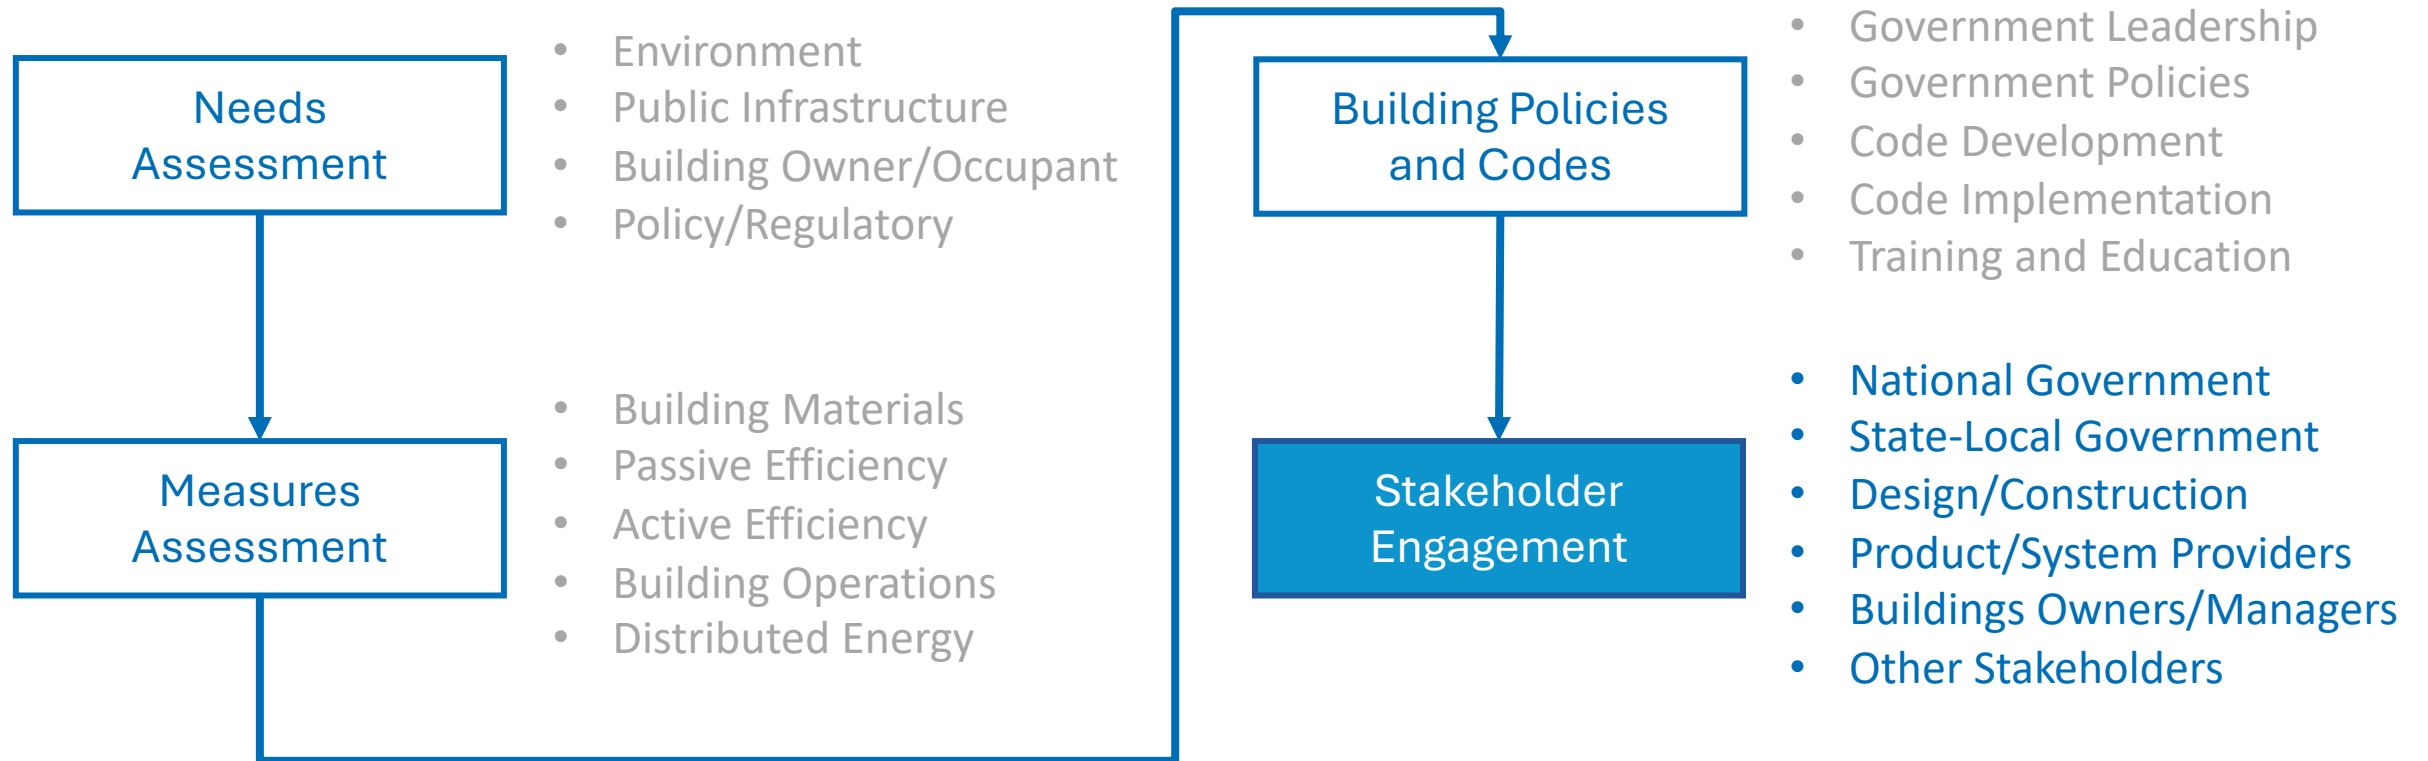 Needs
Assessment
• Environment
• Public Infrastructure
• Building Owner/Occupant
• Policy/Regulatory
Measures
Assessment
• Building Materials
• Passive Efficiency
• Active Efficiency
• Building Operations
• Distributed Energy
Building Policies
and Codes
• Government Leadership
• Government Policies
• Code Development
• Code Implementation
• Training and Education
Stakeholder
Engagement
• National Government
• State-Local Government
• Design/Construction
• Product/System Providers
• Buildings Owners/Managers
• Other Stakeholders